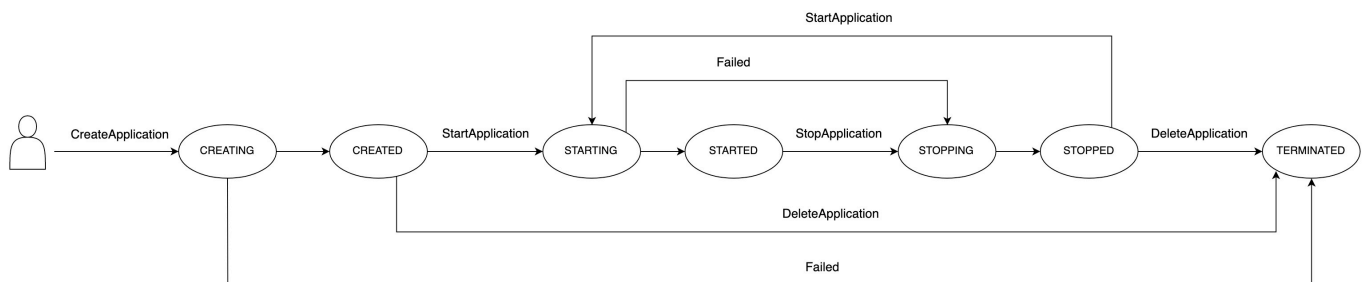 StartApplication
Failed
CreateApplication
CREATING
CREATED
StartApplication
STARTING
STARTED
StopApplication
STOPPING
STOPPED
DeleteApplication
TERMINATED
DeleteApplication
Failed